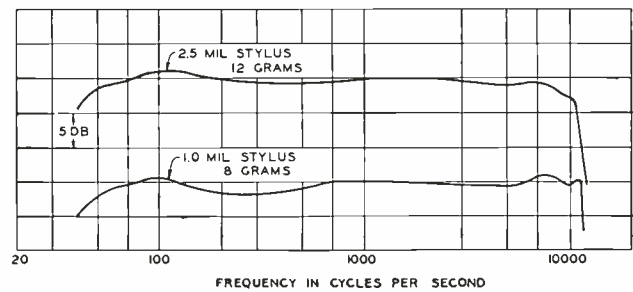 2.5 MIL STYLUS
12 GRAMS
5 DB
1.0 MIL STYLUS
8 GRAMS
20 100 1000 10000
FREQUENCY IN CYCLES PER SECOND